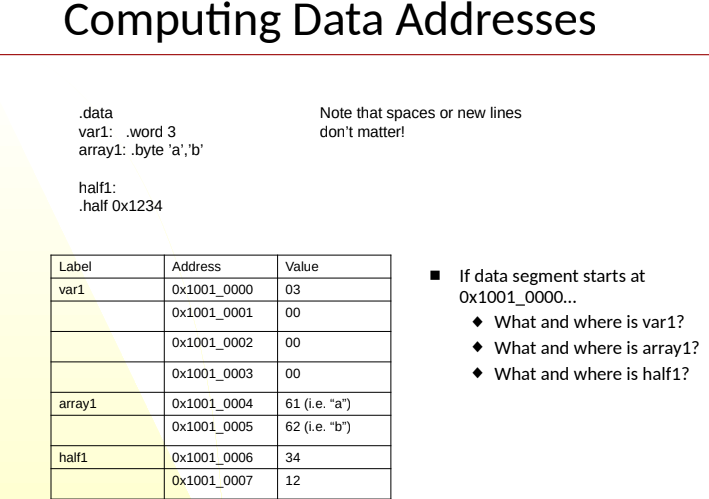 Computing Data Addresses
.data
var1: .word 3
array1: .byte ’a’,’b’
half1:
.half 0x1234
Note that spaces or new lines
don’t matter!
Label Address Value
var1 0x1001_0000 03
0x1001_0001 00
0x1001_0002 00
0x1001_0003 00
array1 0x1001_0004 61 (i.e. “a”)
0x1001_0005 62 (i.e. “b”)
half1 0x1001_0006 34
0x1001_0007 12
■ If data segment starts at
0x1001_0000...
◆ What and where is var1?
◆ What and where is array1?
◆ What and where is half1?